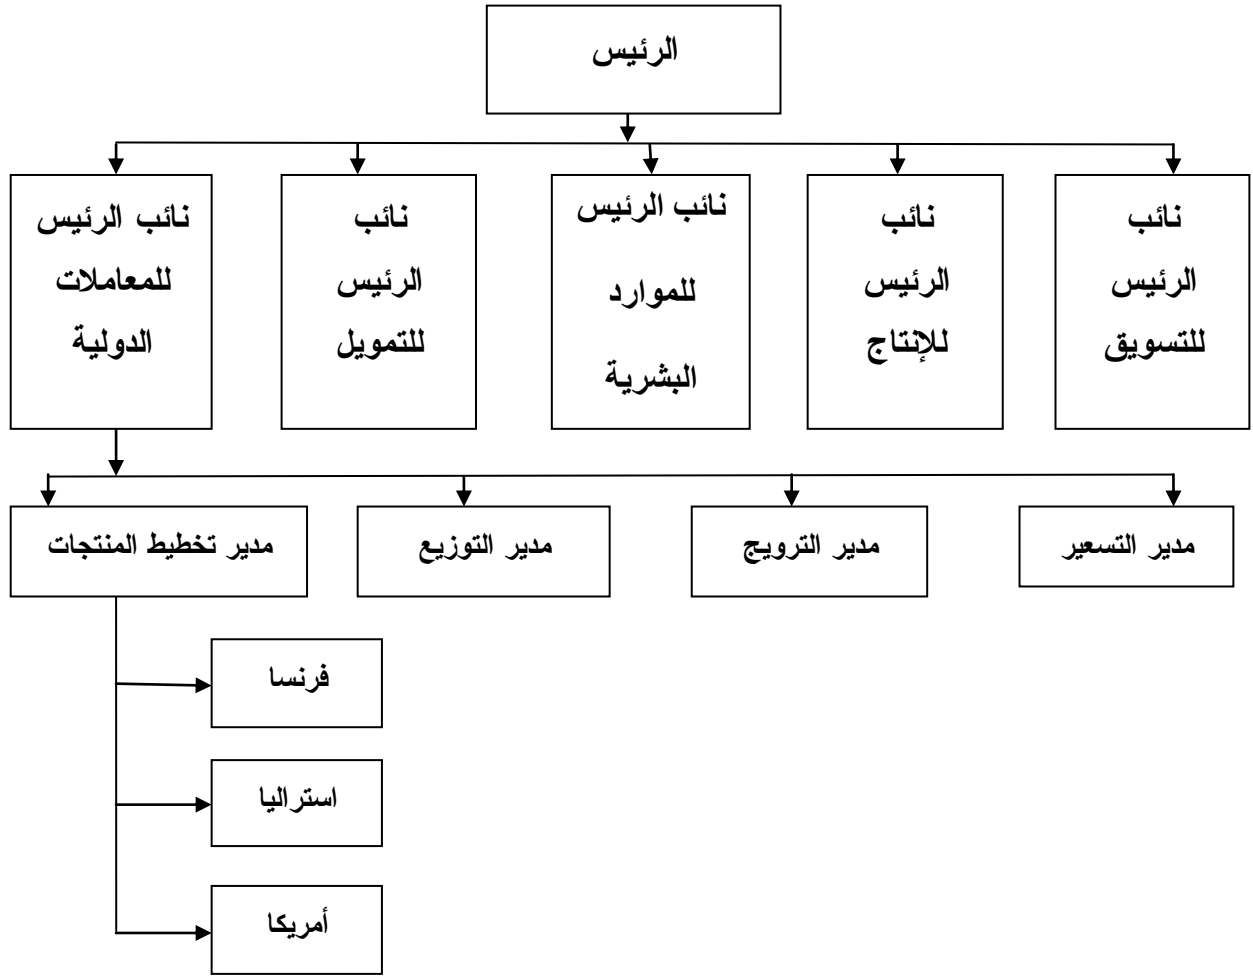 الرئيس
نائب
الرئيس
للتسويق
نائب
الرئيس
للإنتاج
نائب الرئيس
للموارد
البشرية
نائب
الرئيس
للتمويل
نائب الرئيس
للمعاملات
الدولية
مدير التسعير
مدير الترويج
مدير التوزيع
مدير تخطيط المنتجات
فرنسا
استراليا
أمريكا